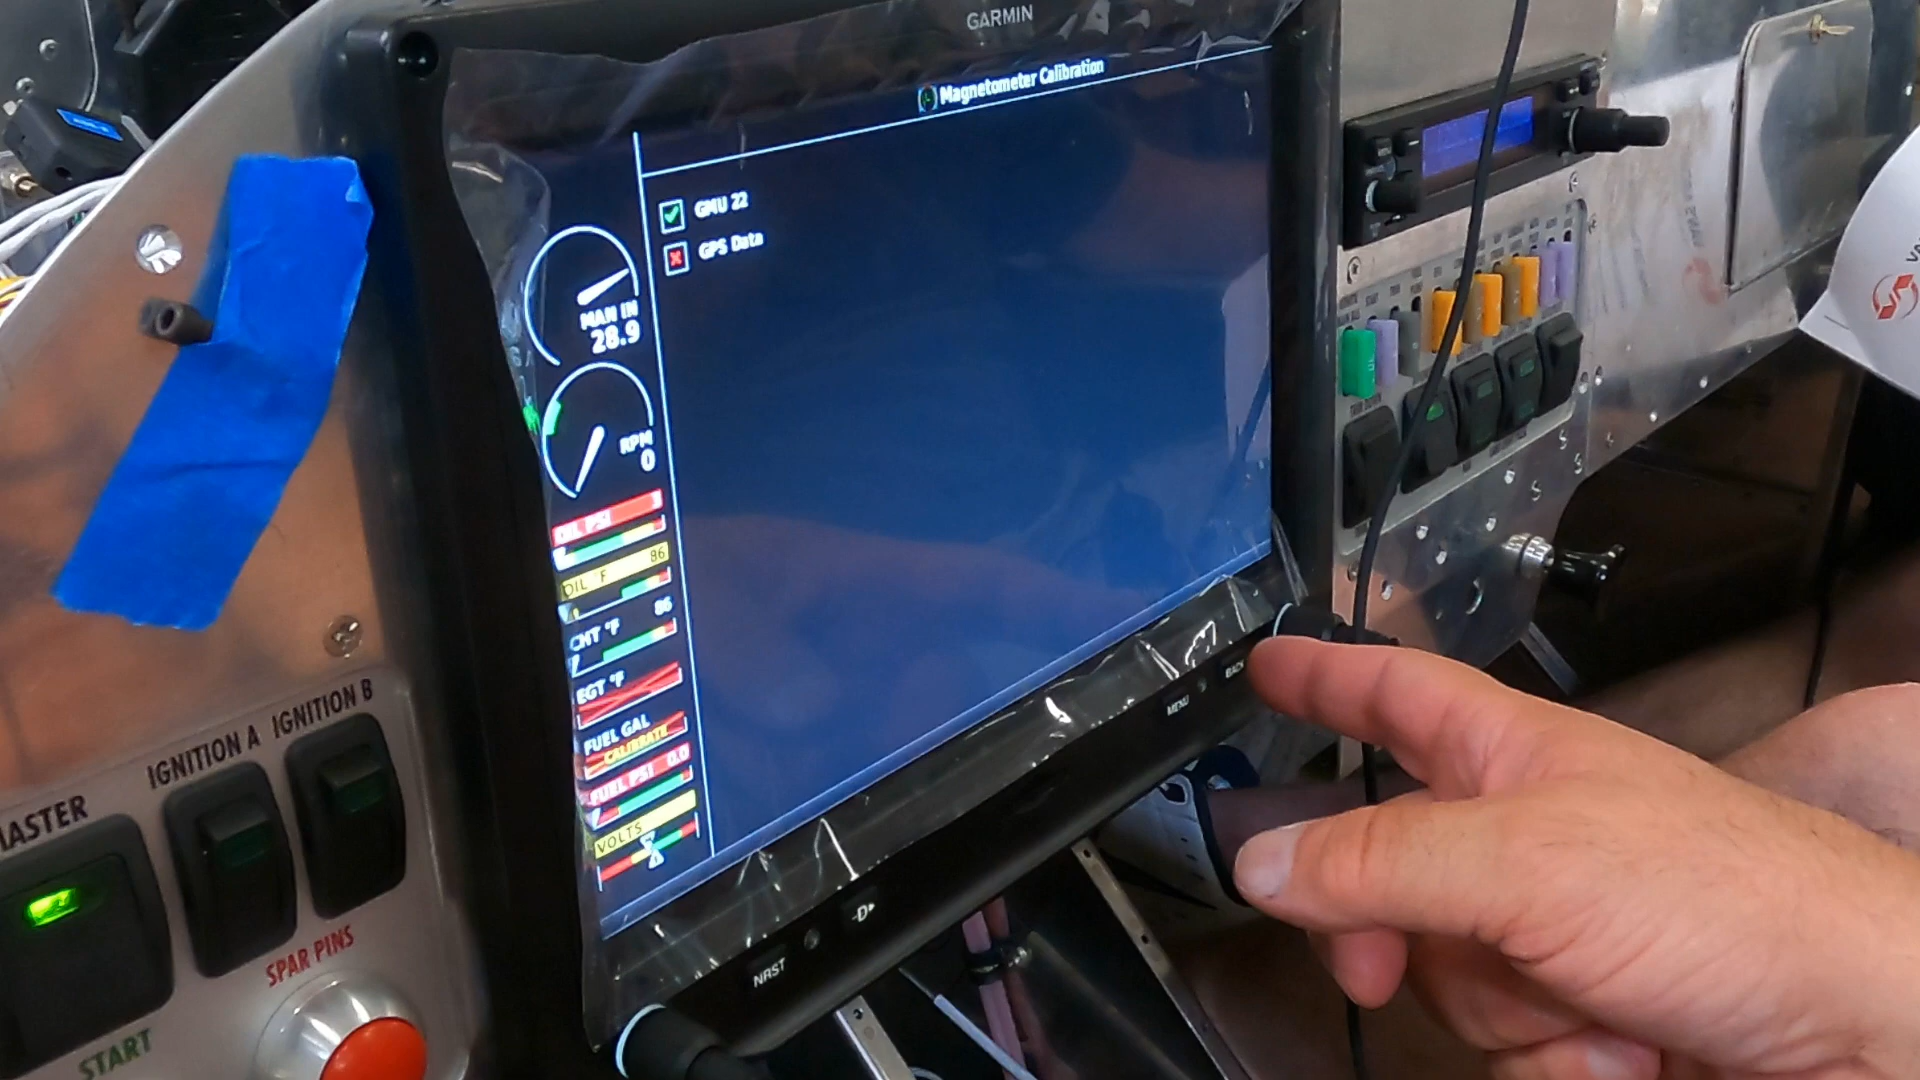 GARMIN
Magnetometer Calibration
GMU 22
GPS Data
MAN IN
28.9
RPM
0
OIL PSI
OIL °F 86
CHT °F 86
EGT °F
FUEL GAL
CALIBRATE
FUEL PSI 0.0
VOLTS
NRST
-D->
MENU
BACK
MASTER
IGNITION A
IGNITION B
SPAR PINS
START